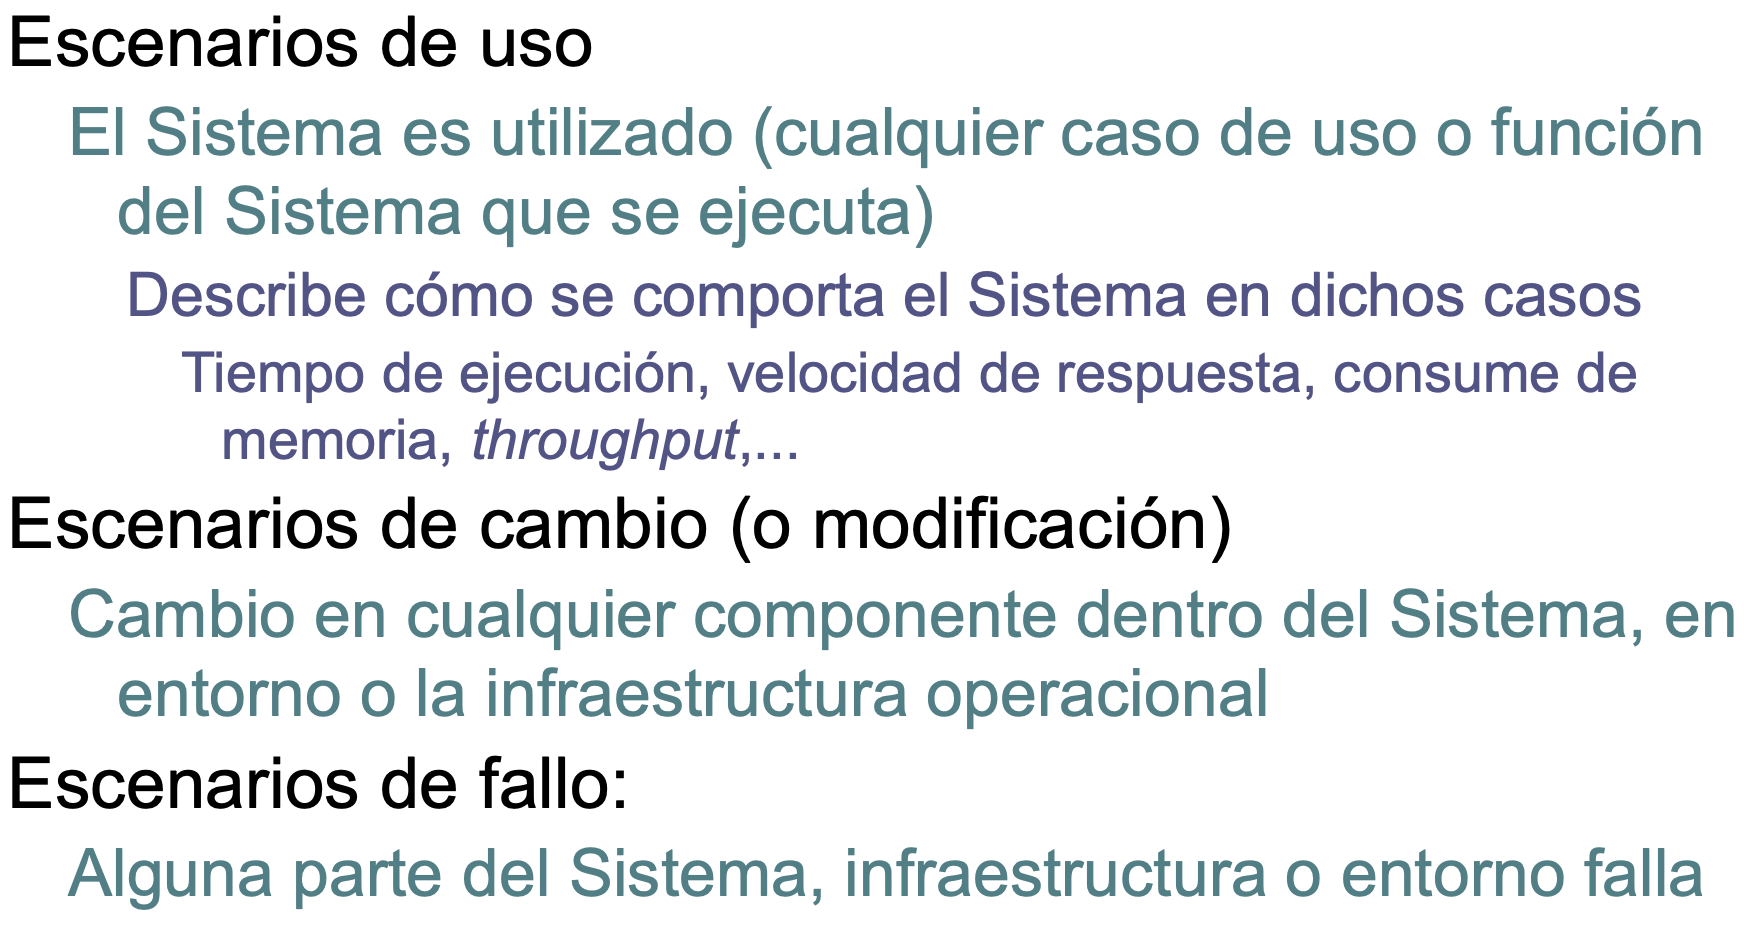 Escenarios de uso
El Sistema es utilizado (cualquier caso de uso o función
del Sistema que se ejecuta)
Describe cómo se comporta el Sistema en dichos casos
Tiempo de ejecución, velocidad de respuesta, consume de
memoria, throughput,...
Escenarios de cambio (o modificación)
Cambio en cualquier componente dentro del Sistema, en
entorno o la infraestructura operacional
Escenarios de fallo:
Alguna parte del Sistema, infraestructura o entorno falla